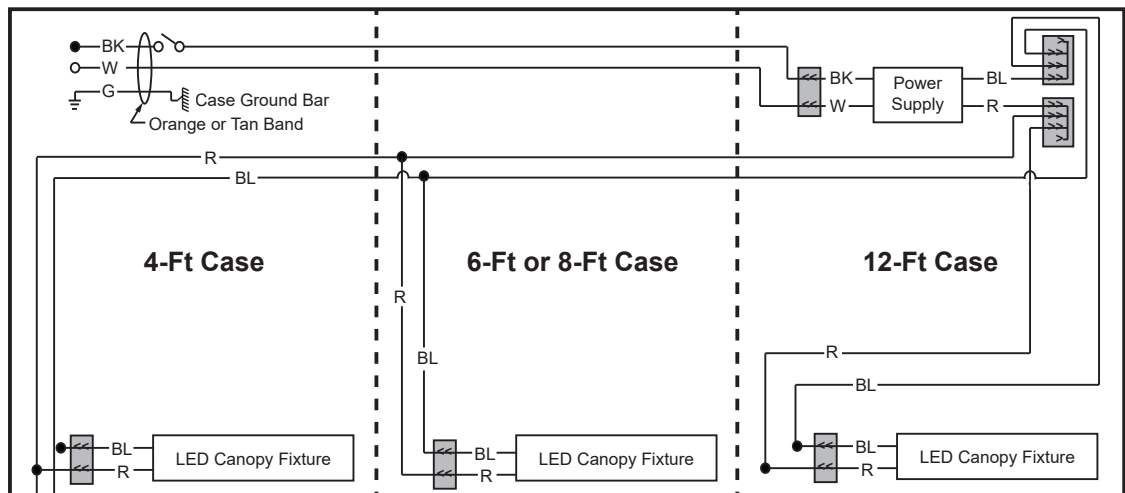 BK
W
G
Case Ground Bar
Orange or Tan Band
BK
W
Power
Supply
BL
R
R
BL
4-Ft Case
6-Ft or 8-Ft Case
12-Ft Case
R
BL
R
BL
BL
R
LED Canopy Fixture
BL
R
LED Canopy Fixture
BL
R
LED Canopy Fixture